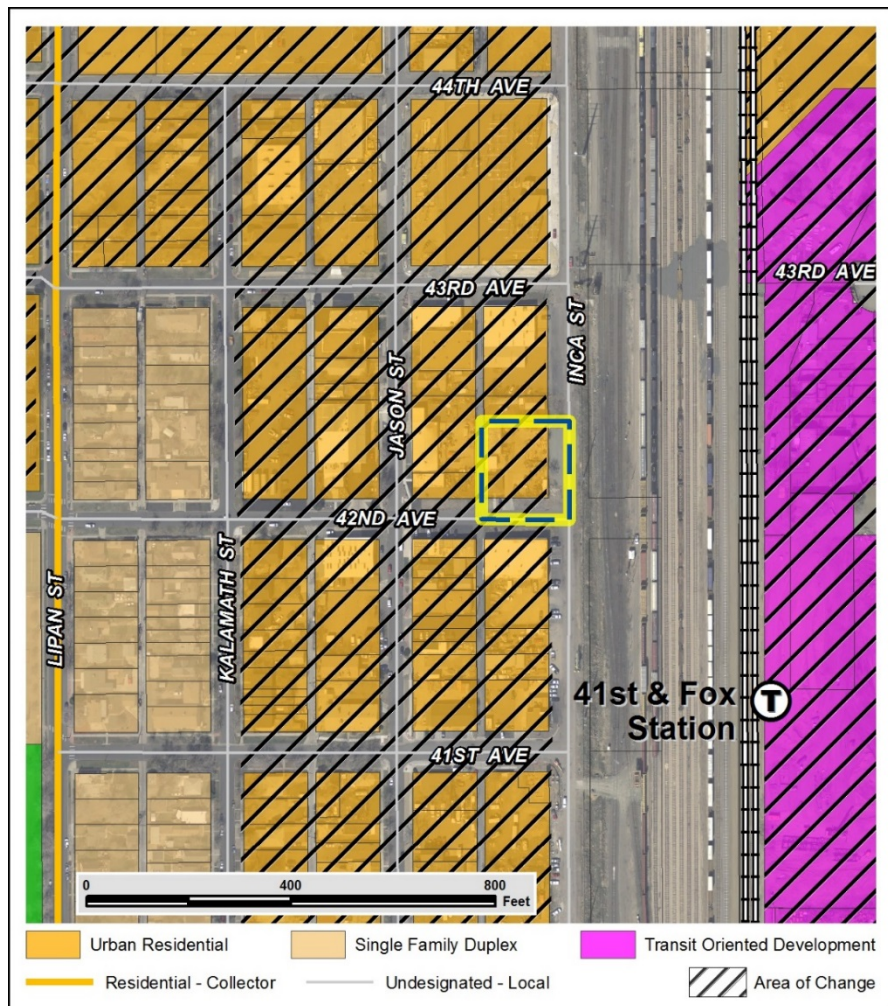 44TH AVE
43RD AVE
43RD AVE
INCA ST
JASON ST
42ND AVE
KALAMATH ST
LIPAN ST
41st & Fox
Station
T
41ST AVE
0 400 800
Feet
Urban Residential Single Family Duplex Transit Oriented Development
Residential - Collector Undesignated - Local Area of Change